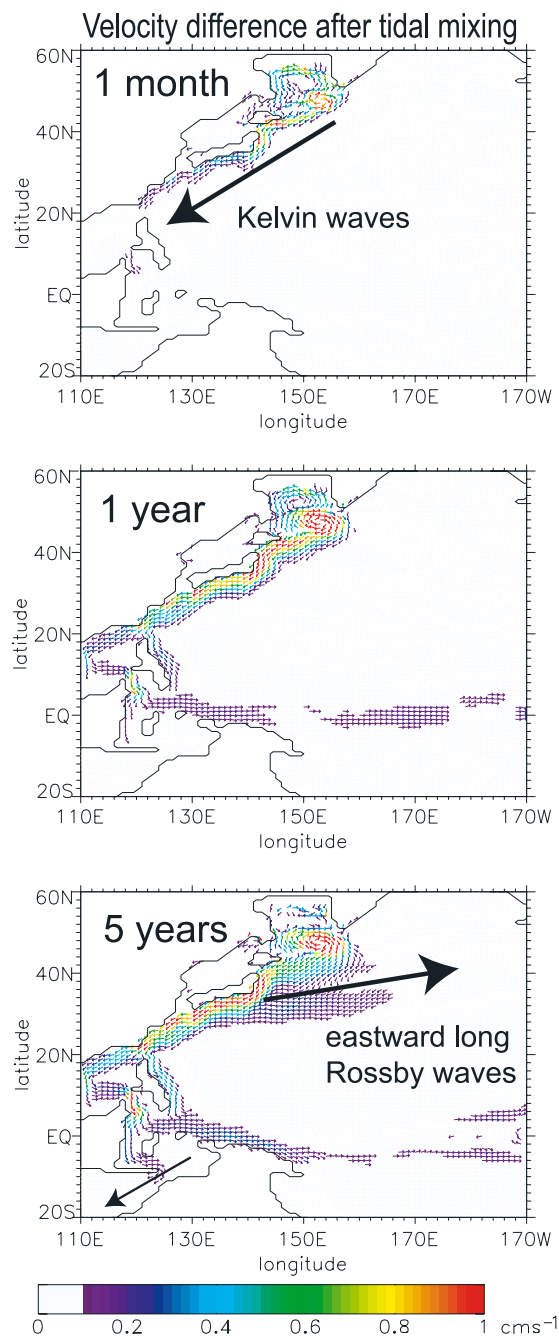 Velocity difference after tidal mixing
60N
1 month
40N
latitude
20N
Kelvin waves
EQ
20S
110E 130E 150E 170E 170W
longitude
60N
1 year
40N
latitude
20N
EQ
20S
110E 130E 150E 170E 170W
longitude
60N
5 years
40N
latitude
eastward long
Rossby waves
20N
EQ
20S
110E 130E 150E 170E 170W
longitude
0 0.2 0.4 0.6 0.8 1 cms⁻¹